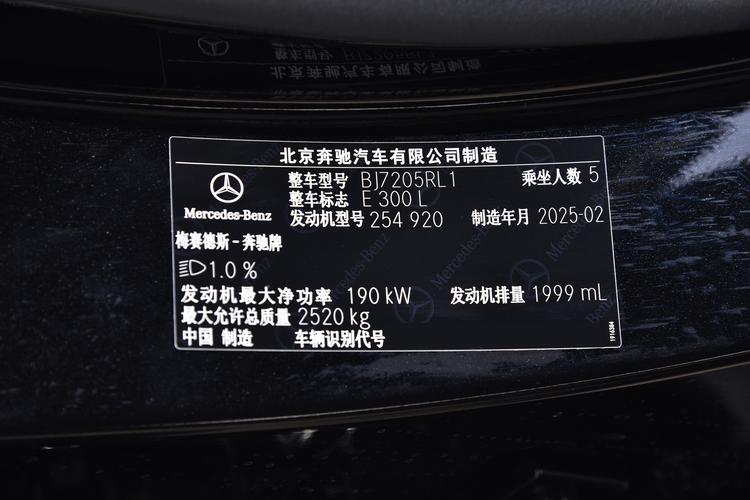 北京奔驰汽车有限公司制造
整车型号 BJ7205RL1 乘坐人数 5
整车标志 E 300 L
Mercedes-Benz
发动机型号 254 920 制造年月 2025-02
梅赛德斯-奔驰牌
1.0 %
发动机最大净功率 190 kW 发动机排量 1999 mL
最大允许总质量 2520 kg
中国 制造 车辆识别代号